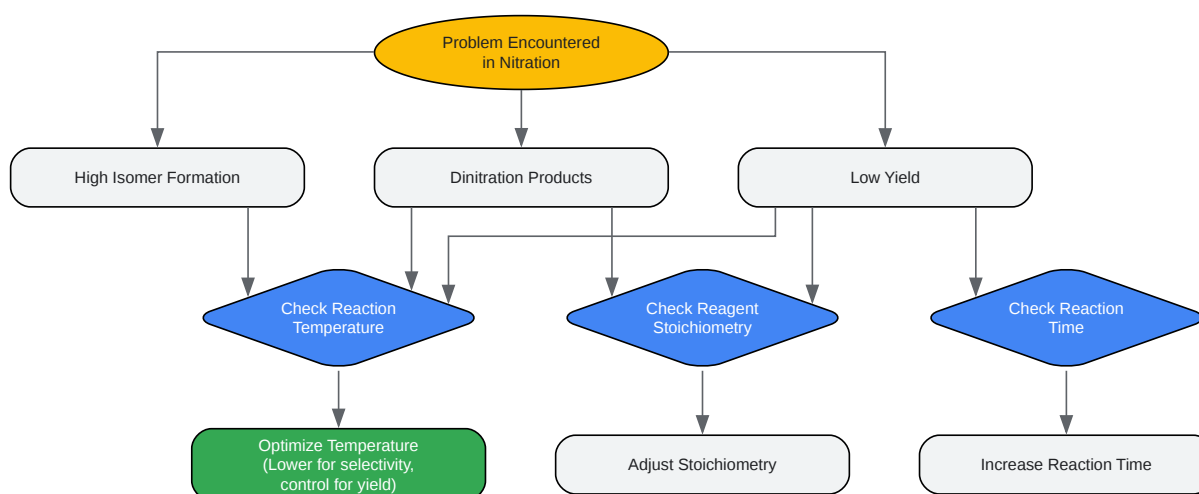 Problem Encountered
in Nitration
High Isomer Formation
Dinitration Products
Low Yield
Check Reaction
Temperature
Check Reagent
Stoichiometry
Check Reaction
Time
Optimize Temperature
(Lower for selectivity,
control for yield)
Adjust Stoichiometry
Increase Reaction Time